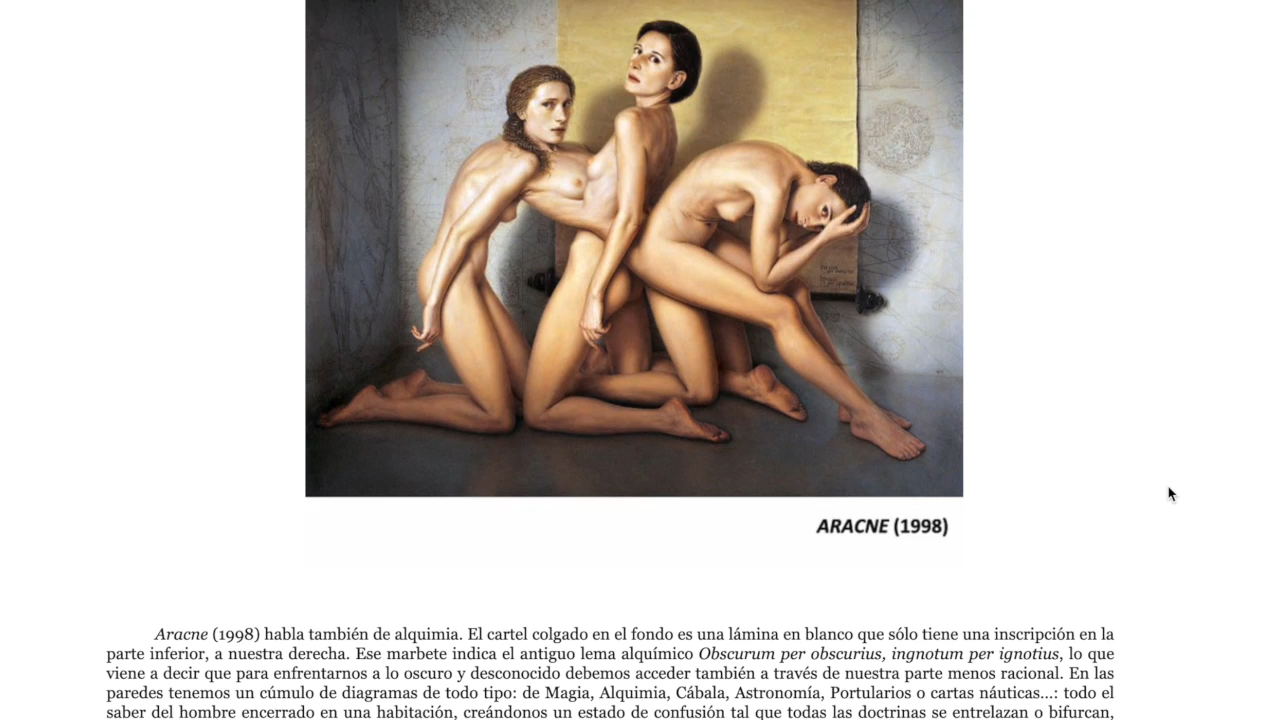 ARACNE (1998)
Aracne (1998) habla también de alquimia. El cartel colgado en el fondo es una lámina en blanco que sólo tiene una inscripción en la
parte inferior, a nuestra derecha. Ese marbete indica el antiguo lema alquímico Obscurum per obscurius, ingnotum per ignotius, lo que
viene a decir que para enfrentarnos a lo oscuro y desconocido debemos acceder también a través de nuestra parte menos racional. En las
paredes tenemos un cúmulo de diagramas de todo tipo: de Magia, Alquimia, Cábala, Astronomía, Portularios o cartas náuticas...: todo el
saber del hombre encerrado en una habitación, creándonos un estado de confusión tal que todas las doctrinas se entrelazan o bifurcan,